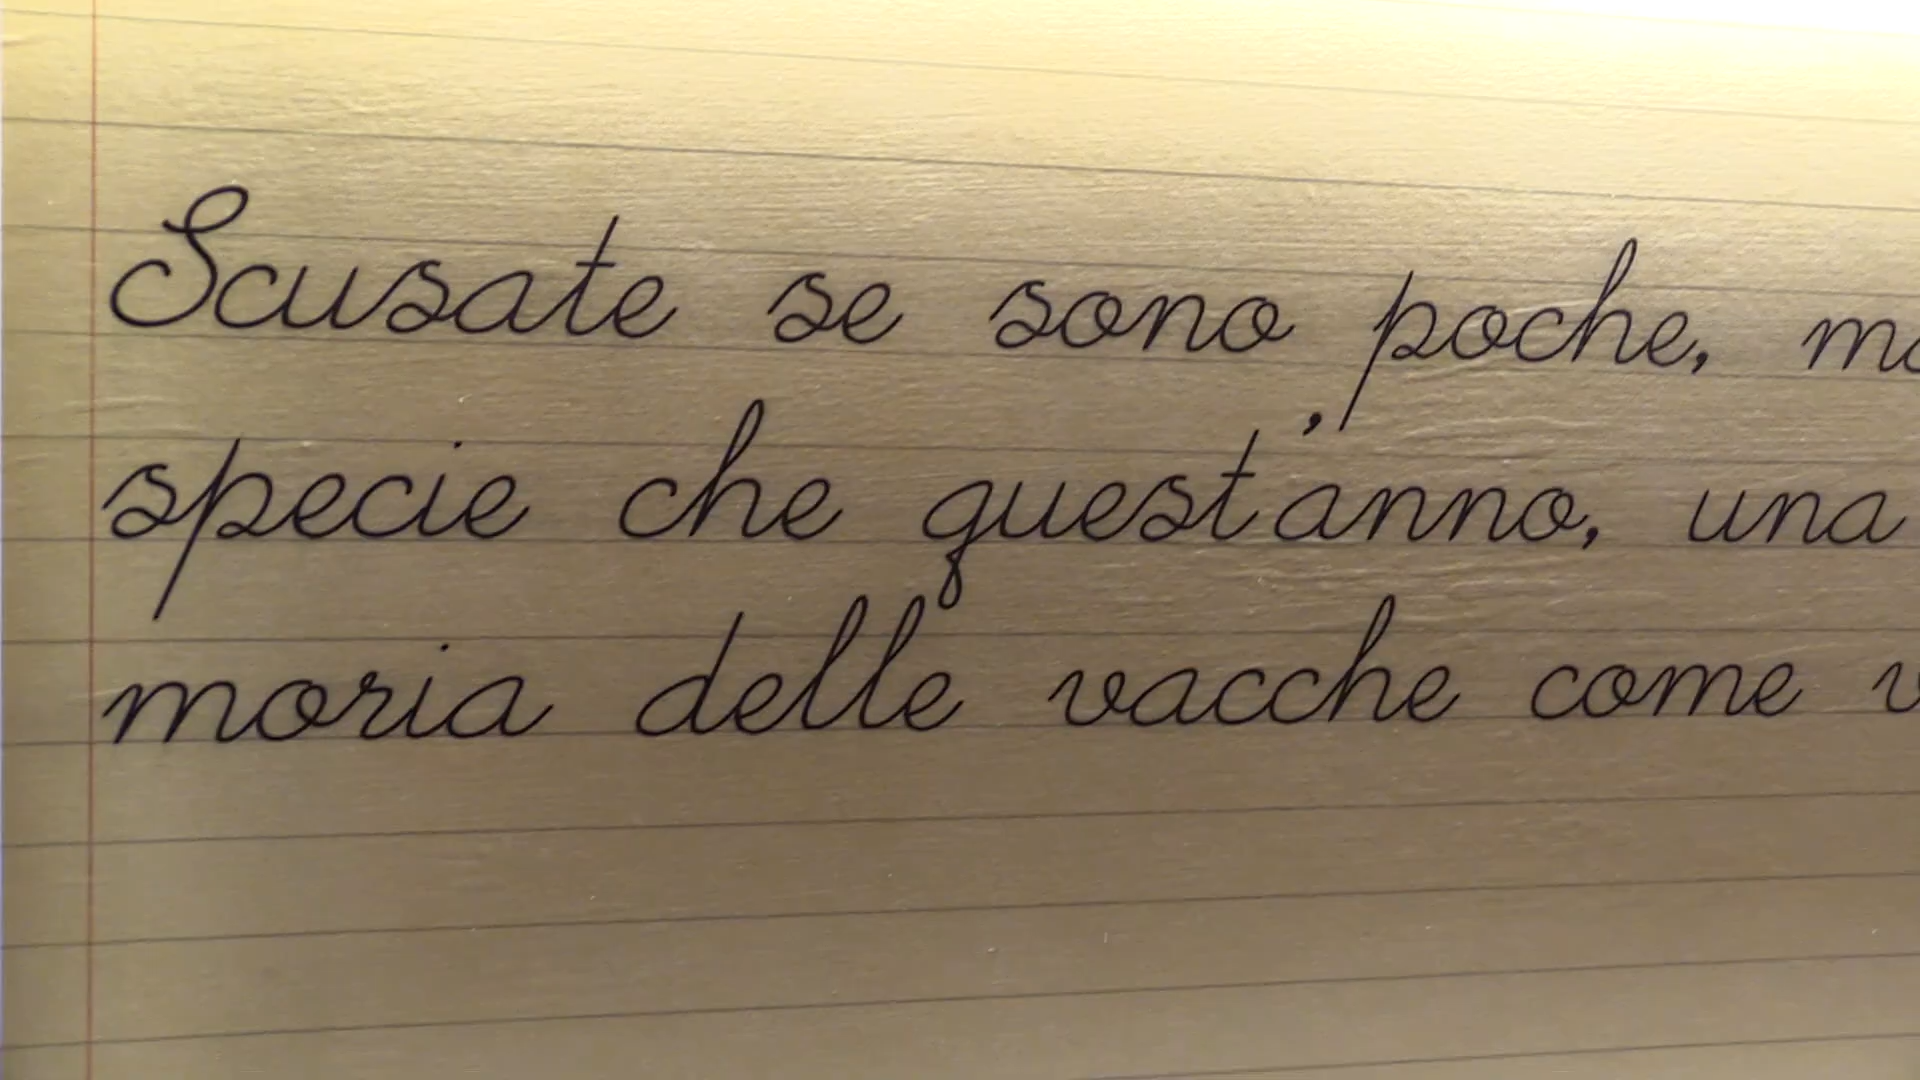 Scusate se sono poche,
specie che quest'anno, una
moria delle vacche come